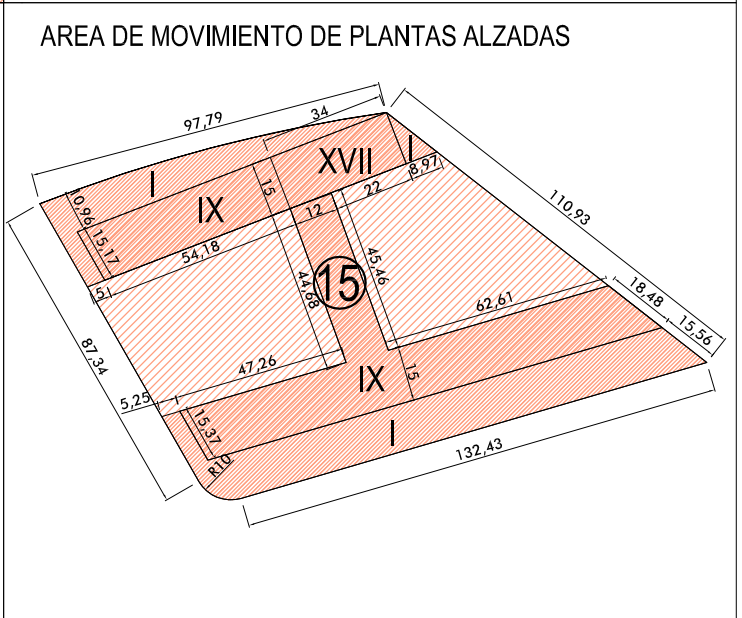 AREA DE MOVIMIENTO DE PLANTAS ALZADAS
97,79
34
I
XVII
I
8,97
10,96
15
IX
22
12
110,93
15,17
54,18
5
45,46
44,68
15
62,61
18,48
15,56
87,34
47,26
5,25
IX
15
15,37
I
R10
132,43